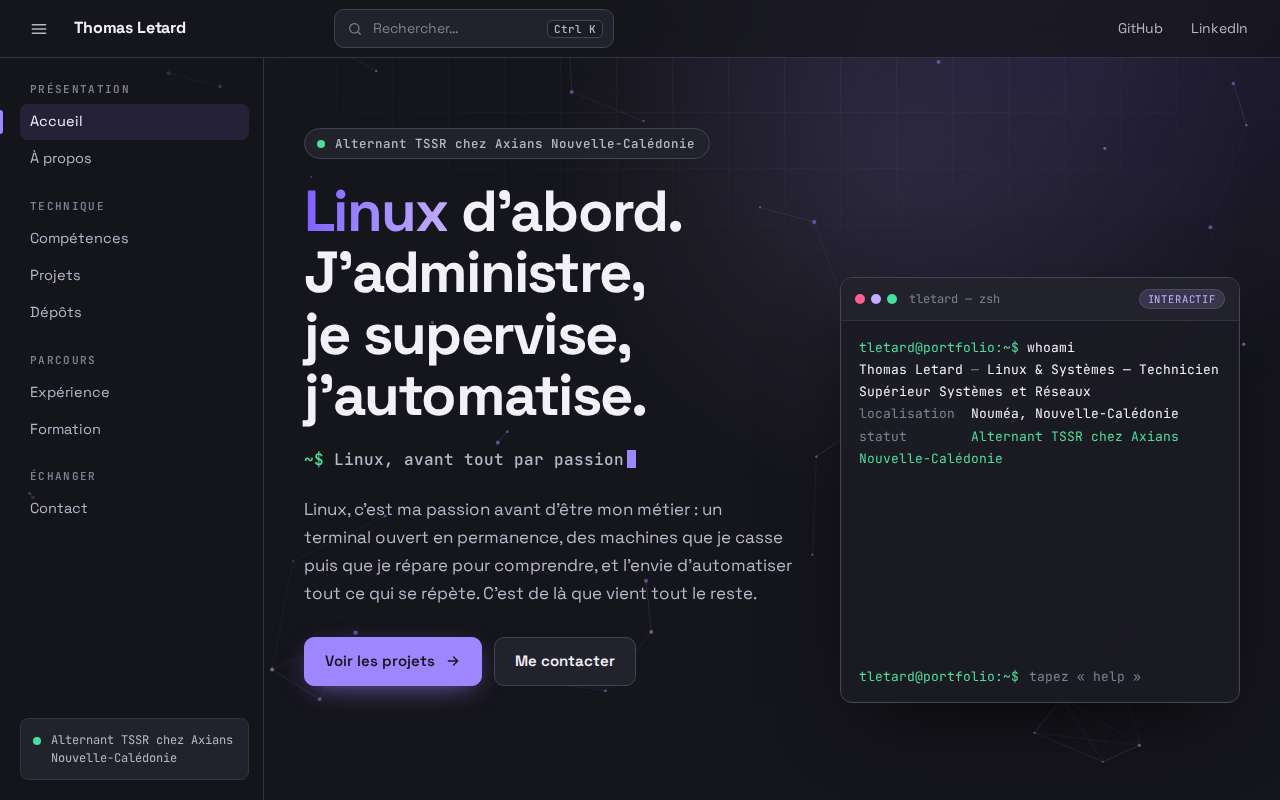 Thomas Letard
Rechercher...
Ctrl K
GitHub
LinkedIn
PRÉSENTATION
Accueil
À propos
TECHNIQUE
Compétences
Projets
Dépôts
PARCOURS
Expérience
Formation
ÉCHANGER
Contact
Alternant TSSR chez Axians
Nouvelle-Calédonie
Alternant TSSR chez Axians Nouvelle-Calédonie
Linux d’abord.
J’administre,
je supervise,
j’automatise.
~$ Linux, avant tout par passion
Linux, c’est ma passion avant d’être mon métier : un
terminal ouvert en permanence, des machines que je casse
puis que je répare pour comprendre, et l’envie d’automatiser
tout ce qui se répète. C’est de là que vient tout le reste.
Voir les projets →
Me contacter
tletard — zsh
INTERACTIF
tletard@portfolio:~$ whoami
Thomas Letard — Linux & Systèmes — Technicien
Supérieur Systèmes et Réseaux
localisation Nouméa, Nouvelle-Calédonie
statut Alternant TSSR chez Axians
Nouvelle-Calédonie
tletard@portfolio:~$ tapez « help »